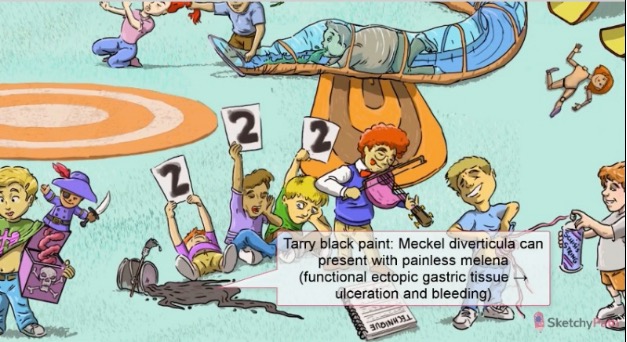 2
2
2
Tarry black paint: Meckel diverticula can
present with painless melena
(functional ectopic gastric tissue →
ulceration and bleeding)
TECHNIQUE